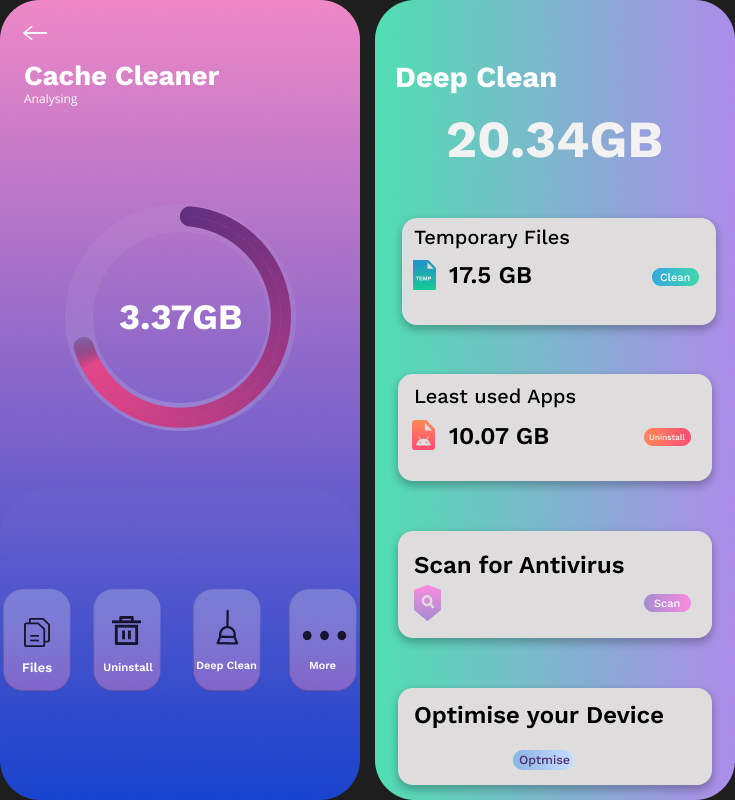 Cache Cleaner
Analysing
3.37GB
Files
Uninstall
Deep Clean
More
Deep Clean
20.34GB
Temporary Files
TEMP
17.5 GB
Clean
Least used Apps
10.07 GB
Uninstall
Scan for Antivirus
Scan
Optimise your Device
Optmise